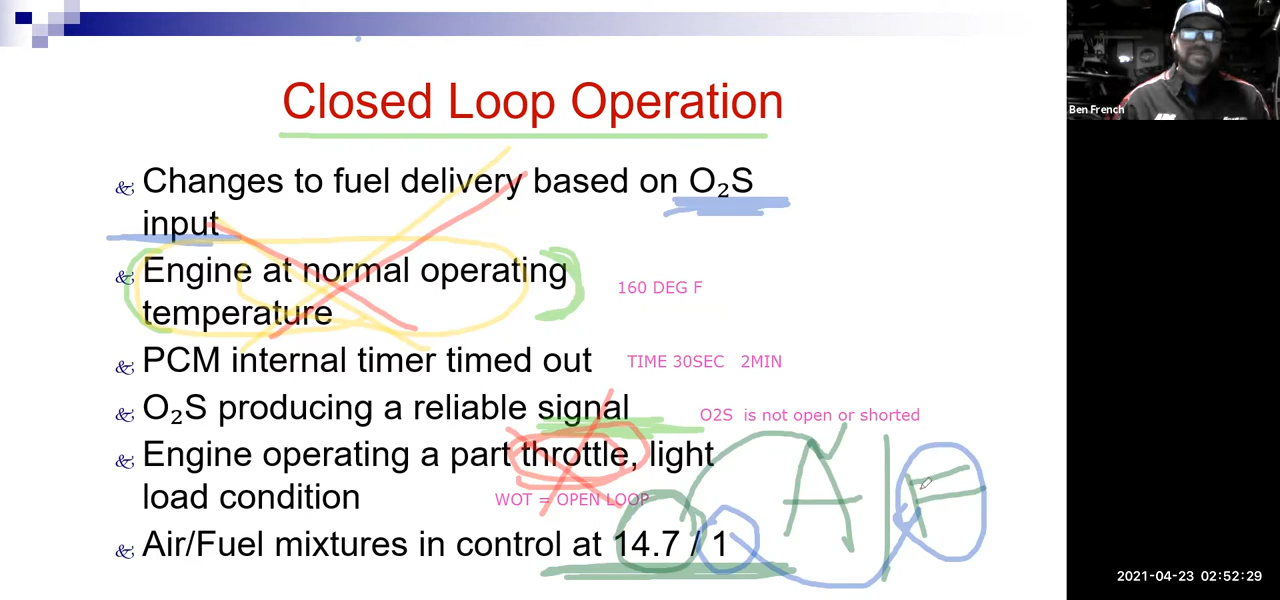 Closed Loop Operation
Changes to fuel delivery based on O₂S
input
Engine at normal operating
temperature
160 DEG F
PCM internal timer timed out
TIME 30SEC 2MIN
O₂S producing a reliable signal
O2S is not open or shorted
Engine operating a part throttle, light
load condition
WOT = OPEN LOOP
Air/Fuel mixtures in control at 14.7 / 1
A/F
Ben French
2021-04-23 02:52:29